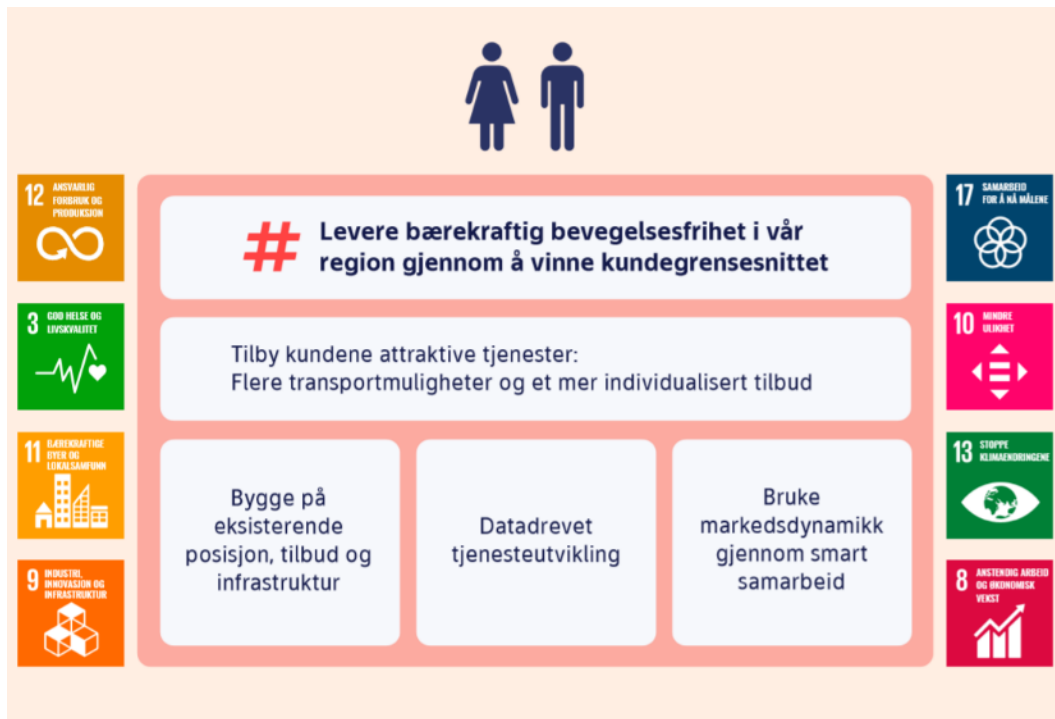 12 ANSVARLIG
FORBRUK OG
PRODUKSJON
3 GOD HELSE OG
LIVSKVALITET
11 BÆREKRAFTIGE
BYER OG
LOKALSAMFUNN
9 INDUSTRI,
INNOVASJON OG
INFRASTRUKTUR
# Levere bærekraftig bevegelsesfrihet i vår
region gjennom å vinne kundegrensesnittet
Tilby kundene attraktive tjenester:
Flere transportmuligheter og et mer individualisert tilbud
Bygge på
eksisterende
posisjon, tilbud og
infrastruktur
Datadrevet
tjenesteutvikling
Bruke
markedsdynamikk
gjennom smart
samarbeid
17 SAMARBEID
FOR Å NÅ MÅLENE
10 MINDRE
ULIKHET
13 STOPPE
KLIMAENDRINGENE
8 ANSTENDIG ARBEID
OG ØKONOMISK
VEKST